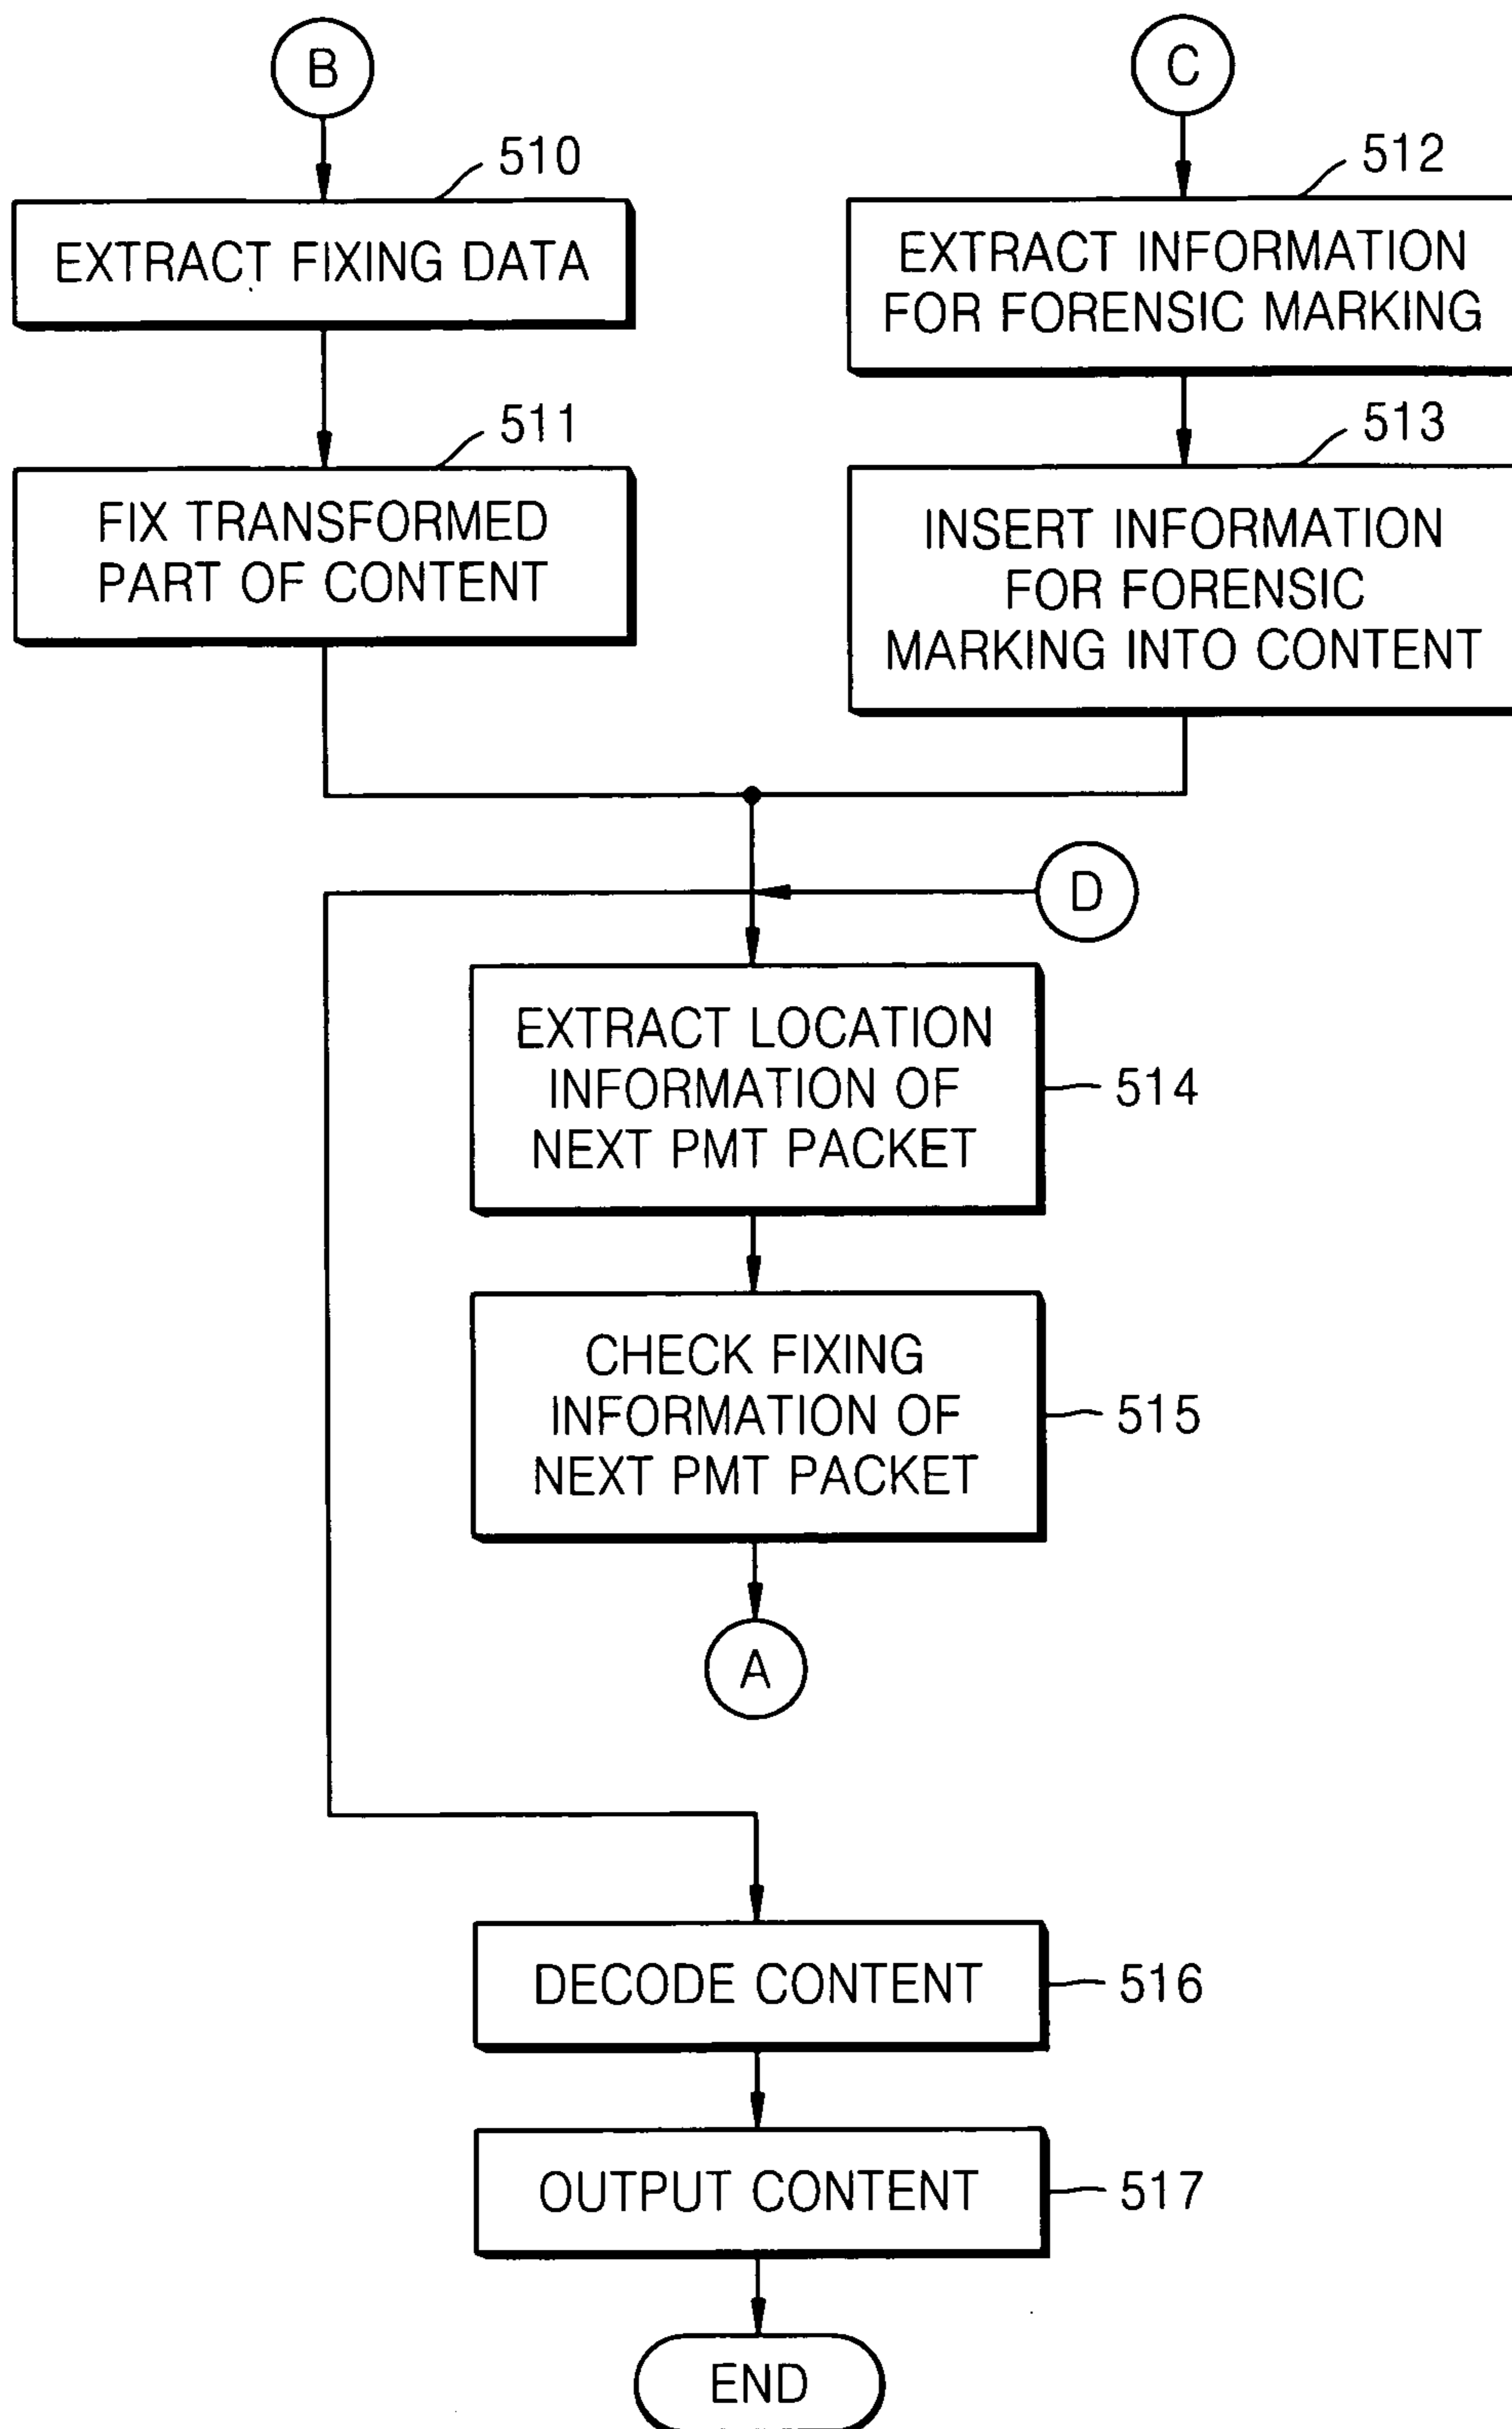 B
510
EXTRACT FIXING DATA
511
FIX TRANSFORMED
PART OF CONTENT
C
512
EXTRACT INFORMATION
FOR FORENSIC MARKING
513
INSERT INFORMATION
FOR FORENSIC
MARKING INTO CONTENT
D
EXTRACT LOCATION
INFORMATION OF
NEXT PMT PACKET
514
CHECK FIXING
INFORMATION OF
NEXT PMT PACKET
515
A
DECODE CONTENT
516
OUTPUT CONTENT
517
END